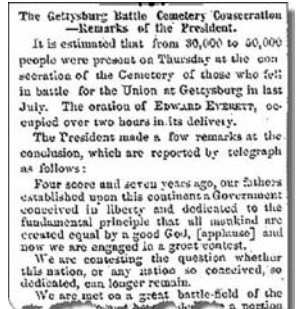 The Gettysburg Battle Cemetery Consecration
—Remarks of the President.
It is estimated that from 30,000 to 50,000
people were present on Thursday at the con
secration of the Cemetery of those who fell
in battle for the Union at Gettysburg in last
July. The oration of EDWARD EVERETT, oc-
cupied over two hours in its delivery.
The President made a few remarks at the
conclusion, which are reported by telegraph
as follows:
Four score and seven years ago, our fathers
established upon this continent a Government
conceived in liberty and dedicated to the
fundamental principle that all mankind are
created equal by a good God, [applause] and
now we are engaged in a great contest.
We are contesting the question whether
this nation, or any nation so conceived, so
dedicated, can longer remain.
We are met on a great battle-field of the
a portion